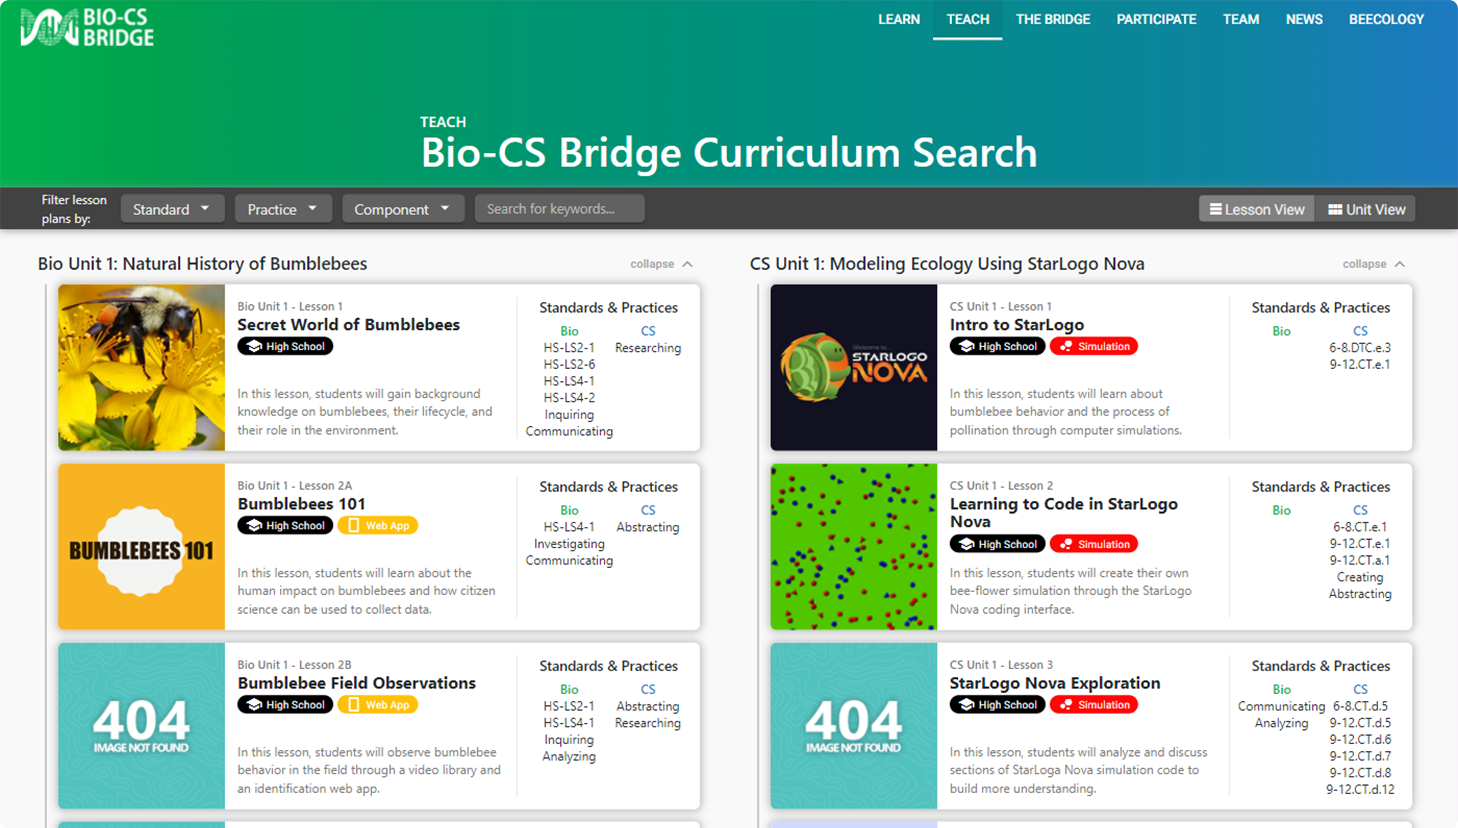 BIO-CS
BRIDGE
LEARN
TEACH
THE BRIDGE
PARTICIPATE
TEAM
NEWS
BEECOLOGY
TEACH
Bio-CS Bridge Curriculum Search
Filter lesson
plans by:
Standard
Practice
Component
Search for keywords...
Lesson View
Unit View
Bio Unit 1: Natural History of Bumblebees
collapse
Bio Unit 1 - Lesson 1
Secret World of Bumblebees
High School
In this lesson, students will gain background
knowledge on bumblebees, their lifecycle, and
their role in the environment.
Standards & Practices
Bio
HS-LS2-1
HS-LS2-6
HS-LS4-1
HS-LS4-2
Inquiring
Communicating
CS
Researching
BUMBLEBEES 101
Bio Unit 1 - Lesson 2A
Bumblebees 101
High School
Web App
In this lesson, students will learn about the
human impact on bumblebees and how citizen
science can be used to collect data.
Standards & Practices
Bio
HS-LS4-1
Investigating
Communicating
CS
Abstracting
404
IMAGE NOT FOUND
Bio Unit 1 - Lesson 2B
Bumblebee Field Observations
High School
Web App
In this lesson, students will observe bumblebee
behavior in the field through a video library and
an identification web app.
Standards & Practices
Bio
HS-LS2-1
HS-LS4-1
Inquiring
Analyzing
CS
Abstracting
Researching
CS Unit 1: Modeling Ecology Using StarLogo Nova
collapse
Welcome to...
STARLOGO
NOVA
CS Unit 1 - Lesson 1
Intro to StarLogo
High School
Simulation
In this lesson, students will learn about
bumblebee behavior and the process of
pollination through computer simulations.
Standards & Practices
Bio
CS
6-8.DTC.e.3
9-12.CT.e.1
CS Unit 1 - Lesson 2
Learning to Code in StarLogo
Nova
High School
Simulation
In this lesson, students will create their own
bee-flower simulation through the StarLogo
Nova coding interface.
Standards & Practices
Bio
CS
6-8.CT.e.1
9-12.CT.e.1
9-12.CT.a.1
Creating
Abstracting
404
IMAGE NOT FOUND
CS Unit 1 - Lesson 3
StarLogo Nova Exploration
High School
Simulation
In this lesson, students will analyze and discuss
sections of StarLoga Nova simulation code to
build more understanding.
Standards & Practices
Bio
Communicating
Analyzing
CS
6-8.CT.d.5
9-12.CT.d.5
9-12.CT.d.6
9-12.CT.d.7
9-12.CT.d.8
9-12.CT.d.12